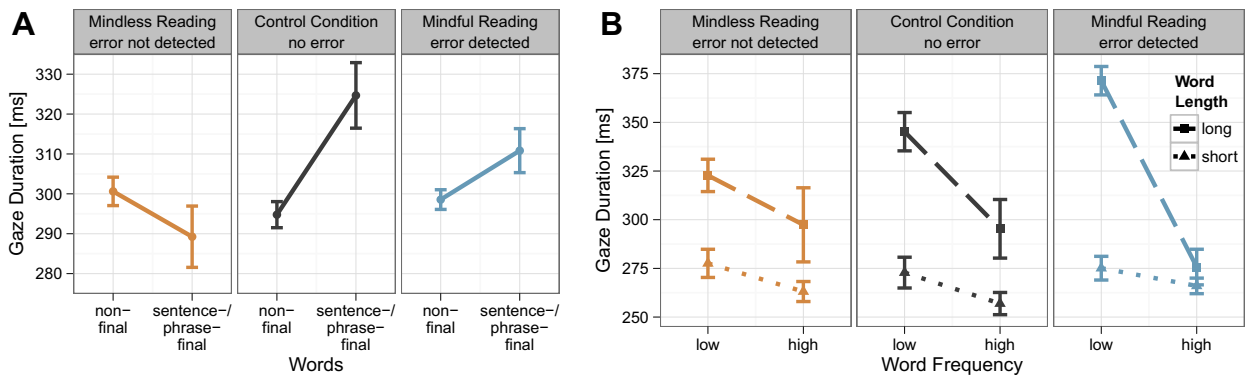 A
Mindless Reading
error not detected
Control Condition
no error
Mindful Reading
error detected
Gaze Duration [ms]
330
320
310
300
290
280
non−
final
sentence−/
phrase−
final
non−
final
sentence−/
phrase−
final
non−
final
sentence−/
phrase−
final
Words
B
Mindless Reading
error not detected
Control Condition
no error
Mindful Reading
error detected
Gaze Duration [ms]
375
350
325
300
275
250
Word
Length
long
short
low
high
low
high
low
high
Word Frequency